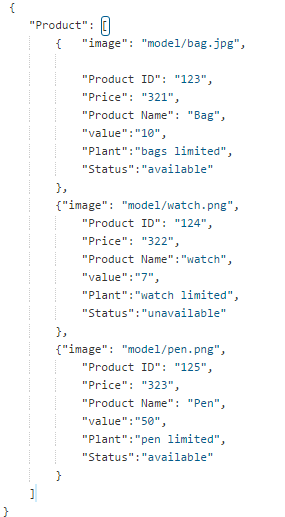 {
"Product": [
{ "image": "model/bag.jpg",
"Product ID": "123",
"Price": "321",
"Product Name": "Bag",
"value":"10",
"Plant":"bags limited",
"Status":"available"
},
{"image": "model/watch.png",
"Product ID": "124",
"Price": "322",
"Product Name":"watch",
"value":"7",
"Plant":"watch limited",
"Status":"unavailable"
},
{"image": "model/pen.png",
"Product ID": "125",
"Price": "323",
"Product Name": "Pen",
"value":"50",
"Plant":"pen limited",
"Status":"available"
}
]
}